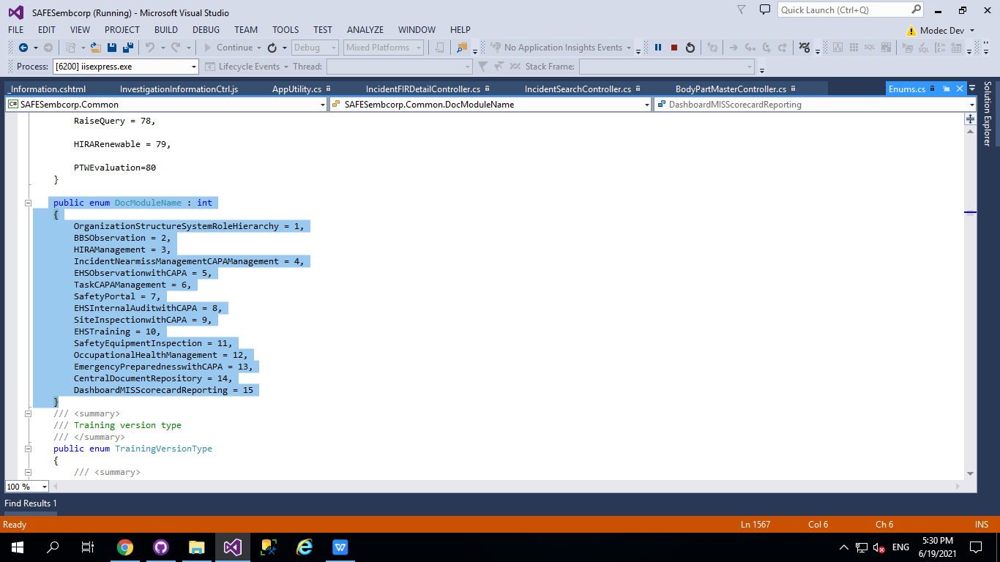 SAFESembcorp (Running) - Microsoft Visual Studio
Quick Launch (Ctrl+Q)
FILE EDIT VIEW PROJECT BUILD DEBUG TEAM TOOLS TEST ANALYZE WINDOW HELP
Modec Dev
Continue Debug Mixed Platforms No Application Insights Events SQL
Process: [6200] iisexpress.exe Lifecycle Events Thread: Stack Frame:
_Information.cshtml InvestigationInformationCtrl.js AppUtility.cs IncidentFIRDetailController.cs IncidentSearchController.cs BodyPartMasterController.cs Enums.cs
Solution Explorer
C# SAFESembcorp.Common SAFESembcorp.Common.DocModuleName DashboardMISScorecardReporting
RaiseQuery = 78,
HIRARenewable = 79,
PTWEvaluation=80
}
public enum DocModuleName : int
{
OrganizationStructureSystemRoleHierarchy = 1,
BBSObservation = 2,
HIRAManagement = 3,
IncidentNearmissManagementCAPAManagement = 4,
EHSObservationwithCAPA = 5,
TaskCAPAManagement = 6,
SafetyPortal = 7,
EHSInternalAuditwithCAPA = 8,
SiteInspectionwithCAPA = 9,
EHSTraining = 10,
SafetyEquipmentInspection = 11,
OccupationalHealthManagement = 12,
EmergencyPreparednesswithCAPA = 13,
CentralDocumentRepository = 14,
DashboardMISScorecardReporting = 15
}
/// <summary>
/// Training version type
/// </summary>
public enum TrainingVersionType
{
/// <summary>
100 %
Find Results 1
Ready Ln 1567 Col 6 Ch 6 INS
ENG
5:30 PM
6/19/2021